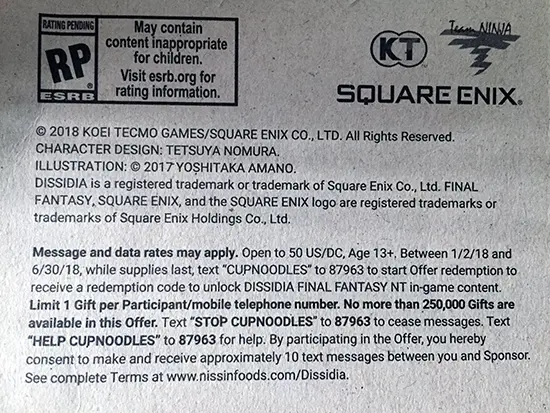 RATING PENDING
RP
ESRB
May contain
content inappropriate
for children.
Visit esrb.org for
rating information.
KT
Team NINJA
SQUARE ENIX.
© 2018 KOEI TECMO GAMES/SQUARE ENIX CO., LTD. All Rights Reserved.
CHARACTER DESIGN: TETSUYA NOMURA.
ILLUSTRATION: © 2017 YOSHITAKA AMANO.
DISSIDIA is a registered trademark or trademark of Square Enix Co., Ltd. FINAL
FANTASY, SQUARE ENIX, and the SQUARE ENIX logo are registered trademarks or
trademarks of Square Enix Holdings Co., Ltd.
Message and data rates may apply. Open to 50 US/DC, Age 13+, Between 1/2/18 and
6/30/18, while supplies last, text "CUPNOODLES" to 87963 to start Offer redemption to
receive a redemption code to unlock DISSIDIA FINAL FANTASY NT in-game content.
Limit 1 Gift per Participant/mobile telephone number. No more than 250,000 Gifts are
available in this Offer. Text "STOP CUPNOODLES" to 87963 to cease messages. Text
"HELP CUPNOODLES" to 87963 for help. By participating in the Offer, you hereby
consent to make and receive approximately 10 text messages between you and Sponsor.
See complete Terms at www.nissinfoods.com/Dissidia.